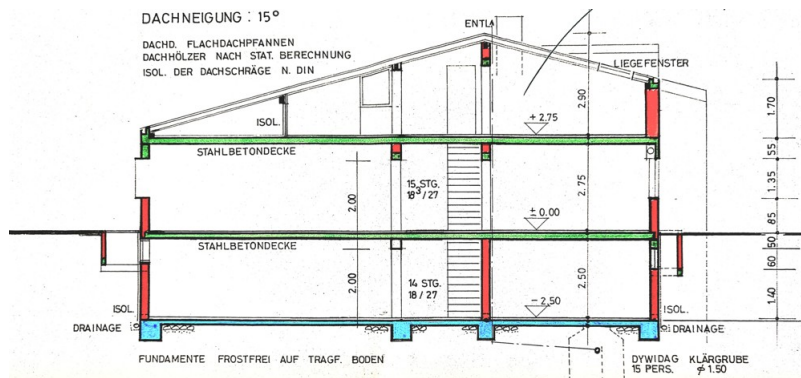 DACHNEIGUNG : 15°
DACHD. FLACHDACHPFANNEN
DACHHÖLZER NACH STAT. BERECHNUNG
ISOL. DER DACHSCHRÄGE N. DIN
ENTL.
LIEGEFENSTER
ISOL.
+ 2.75
2.90
1.70
STAHLBETONDECKE
55
15 STG.
18³/27
2.00
2.75
1.35
± 0.00
85
STAHLBETONDECKE
50
14 STG.
18 / 27
2.00
2.50
60
- 2.50
1.40
ISOL.
ISOL.
DRAINAGE
DRAINAGE
FUNDAMENTE FROSTFREI AUF TRAGF. BODEN
DYWIDAG KLÄRGRUBE
15 PERS. ⌀ 1.50